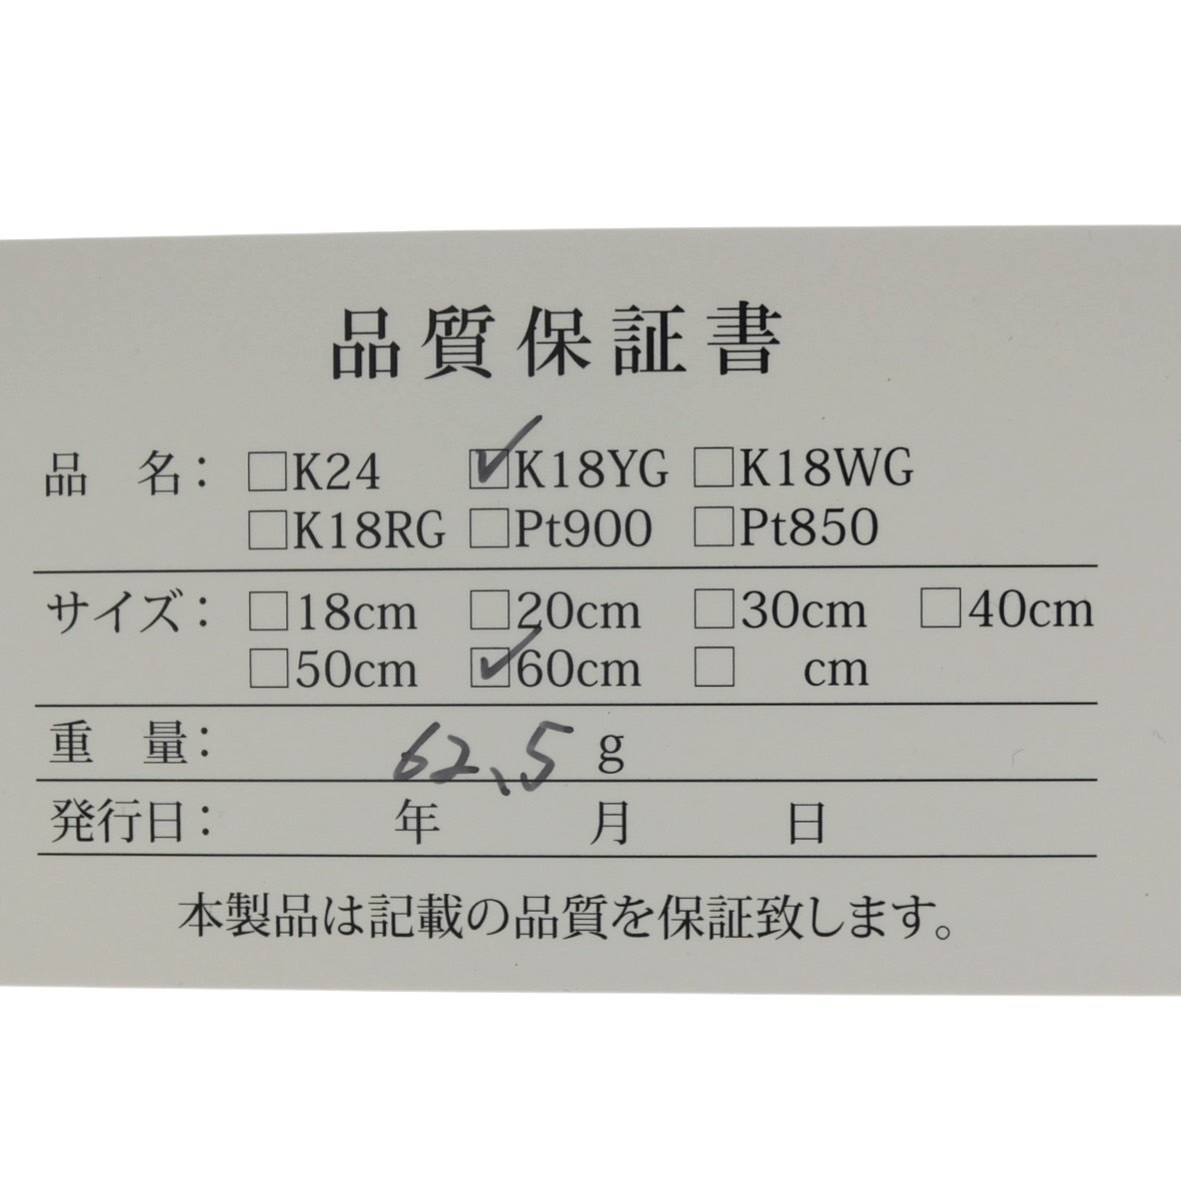 品質保証書
品 名： □K24 ☑K18YG □K18WG
□K18RG □Pt900 □Pt850
サイズ： □18cm □20cm □30cm □40cm
□50cm ☑60cm □ cm
重 量： 62.5 g
発行日： 年 月 日
本製品は記載の品質を保証致します。